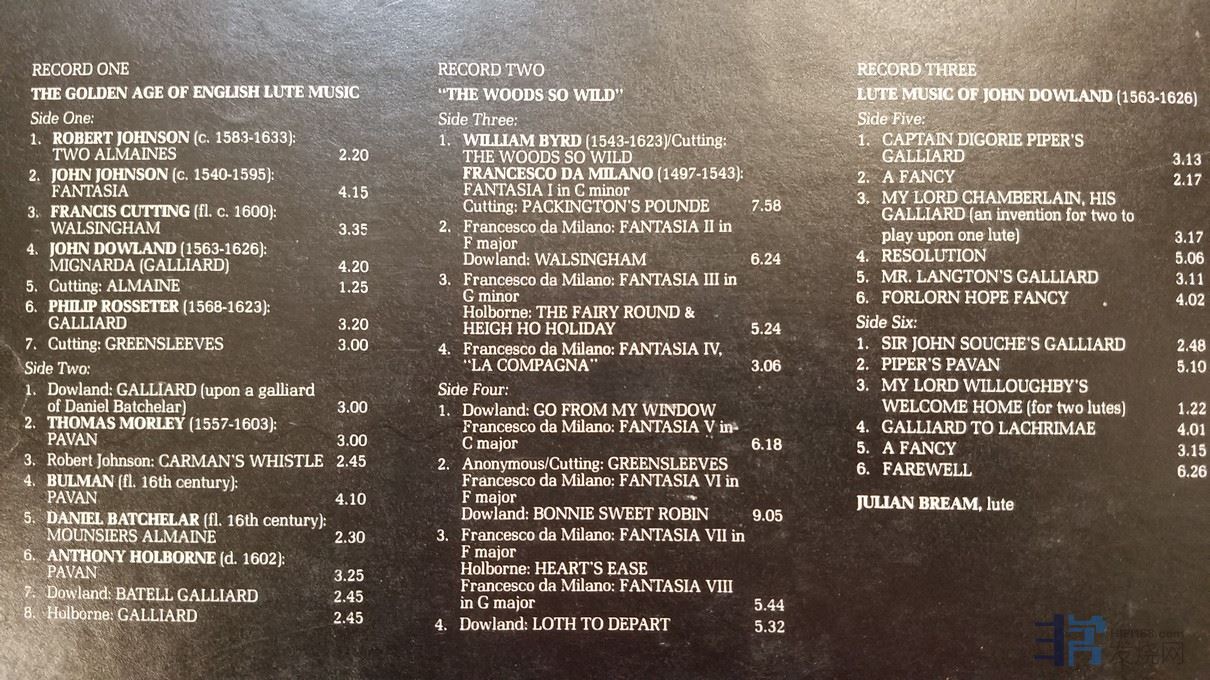 RECORD ONE
THE GOLDEN AGE OF ENGLISH LUTE MUSIC
Side One:
1. ROBERT JOHNSON (c. 1583-1633):
TWO ALMAINES 2.20
2. JOHN JOHNSON (c. 1540-1595):
FANTASIA 4.15
3. FRANCIS CUTTING (fl. c. 1600):
WALSINGHAM 3.35
4. JOHN DOWLAND (1563-1626):
MIGNARDA (GALLIARD) 4.20
5. Cutting: ALMAINE 1.25
6. PHILIP ROSSETER (1568-1623):
GALLIARD 3.20
7. Cutting: GREENSLEEVES 3.00
Side Two:
1. Dowland: GALLIARD (upon a galliard
of Daniel Batchelar) 3.00
2. THOMAS MORLEY (1557-1603):
PAVAN 3.00
3. Robert Johnson: CARMAN'S WHISTLE 2.45
4. BULMAN (fl. 16th century):
PAVAN 4.10
5. DANIEL BATCHELAR (fl. 16th century):
MOUNSIERS ALMAINE 2.30
6. ANTHONY HOLBORNE (d. 1602):
PAVAN 3.25
7. Dowland: BATELL GALLIARD 2.45
8. Holborne: GALLIARD 2.45
RECORD TWO
"THE WOODS SO WILD"
Side Three:
1. WILLIAM BYRD (1543-1623)/Cutting:
THE WOODS SO WILD
FRANCESCO DA MILANO (1497-1543):
FANTASIA I in C minor
Cutting: PACKINGTON'S POUNDE 7.58
2. Francesco da Milano: FANTASIA II in
F major
Dowland: WALSINGHAM 6.24
3. Francesco da Milano: FANTASIA III in
G minor
Holborne: THE FAIRY ROUND &
HEIGH HO HOLIDAY 5.24
4. Francesco da Milano: FANTASIA IV,
"LA COMPAGNA" 3.06
Side Four:
1. Dowland: GO FROM MY WINDOW
Francesco da Milano: FANTASIA V in
C major 6.18
2. Anonymous/Cutting: GREENSLEEVES
Francesco da Milano: FANTASIA VI in
F major
Dowland: BONNIE SWEET ROBIN 9.05
3. Francesco da Milano: FANTASIA VII in
F major
Holborne: HEART'S EASE
Francesco da Milano: FANTASIA VIII
in G major 5.44
4. Dowland: LOTH TO DEPART 5.32
RECORD THREE
LUTE MUSIC OF JOHN DOWLAND (1563-1626)
Side Five:
1. CAPTAIN DIGORIE PIPER'S
GALLIARD 3.13
2. A FANCY 2.17
3. MY LORD CHAMBERLAIN, HIS
GALLIARD (an invention for two to
play upon one lute) 3.17
4. RESOLUTION 5.06
5. MR. LANGTON'S GALLIARD 3.11
6. FORLORN HOPE FANCY 4.02
Side Six:
1. SIR JOHN SOUCHE'S GALLIARD 2.48
2. PIPER'S PAVAN 5.10
3. MY LORD WILLOUGHBY'S
WELCOME HOME (for two lutes) 1.22
4. GALLIARD TO LACHRIMAE 4.01
5. A FANCY 3.15
6. FAREWELL 6.26
JULIAN BREAM, lute
HIFI168.com
发烧网